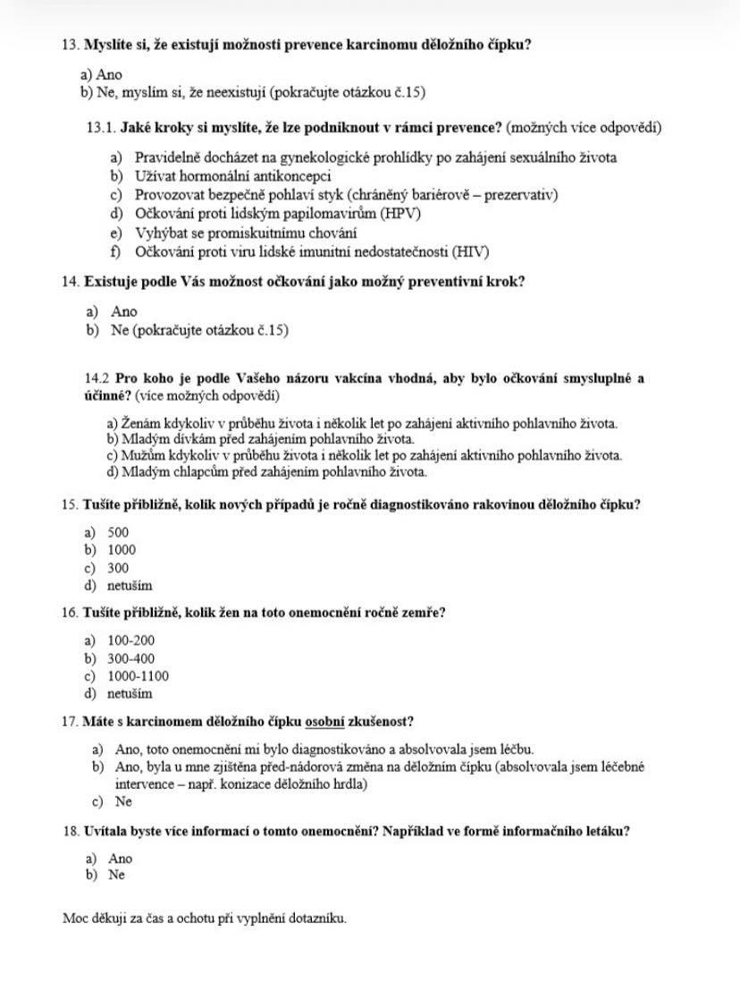 13. Myslíte si, že existují možnosti prevence karcinomu děložního čípku?
a) Ano
b) Ne, myslím si, že neexistují (pokračujte otázkou č.15)
13.1. Jaké kroky si myslíte, že lze podniknout v rámci prevence? (možných více odpovědí)
a) Pravidelně docházet na gynekologické prohlídky po zahájení sexuálního života
b) Užívat hormonální antikoncepci
c) Provozovat bezpečně pohlaví styk (chráněný bariérově – prezervativ)
d) Očkování proti lidským papilomavirům (HPV)
e) Vyhýbat se promiskuitnímu chování
f) Očkování proti viru lidské imunitní nedostatečnosti (HIV)
14. Existuje podle Vás možnost očkování jako možný preventivní krok?
a) Ano
b) Ne (pokračujte otázkou č.15)
14.2 Pro koho je podle Vašeho názoru vakcína vhodná, aby bylo očkování smysluplné a
účinné? (více možných odpovědí)
a) Ženám kdykoliv v průběhu života i několik let po zahájení aktivního pohlavního života.
b) Mladým dívkám před zahájením pohlavního života.
c) Mužům kdykoliv v průběhu života i několik let po zahájení aktivního pohlavního života.
d) Mladým chlapcům před zahájením pohlavního života.
15. Tušíte přibližně, kolik nových případů je ročně diagnostikováno rakovinou děložního čípku?
a) 500
b) 1000
c) 300
d) netuším
16. Tušíte přibližně, kolik žen na toto onemocnění ročně zemře?
a) 100-200
b) 300-400
c) 1000-1100
d) netuším
17. Máte s karcinomem děložního čípku osobní zkušenost?
a) Ano, toto onemocnění mi bylo diagnostikováno a absolvovala jsem léčbu.
b) Ano, byla u mne zjištěna před-nádorová změna na děložním čípku (absolvovala jsem léčebné
intervence – např. konizace děložního hrdla)
c) Ne
18. Uvítala byste více informací o tomto onemocnění? Například ve formě informačního letáku?
a) Ano
b) Ne
Moc děkuji za čas a ochotu při vyplnění dotazníku.